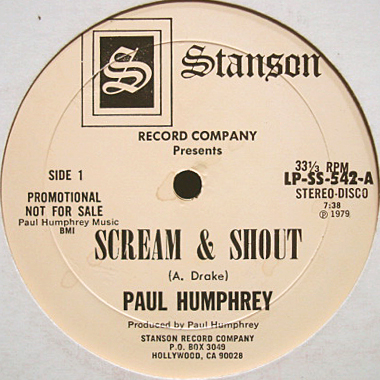 S Stanson
RECORD COMPANY
Presents
SIDE 1
PROMOTIONAL
NOT FOR SALE
Paul Humphrey Music
BMI
33⅓ RPM
LP-SS-542-A
STEREO-DISCO
7:38
℗ 1979
SCREAM & SHOUT
(A. Drake)
PAUL HUMPHREY
Produced by Paul Humphrey
STANSON RECORD COMPANY
P.O. BOX 3049
HOLLYWOOD, CA 90028